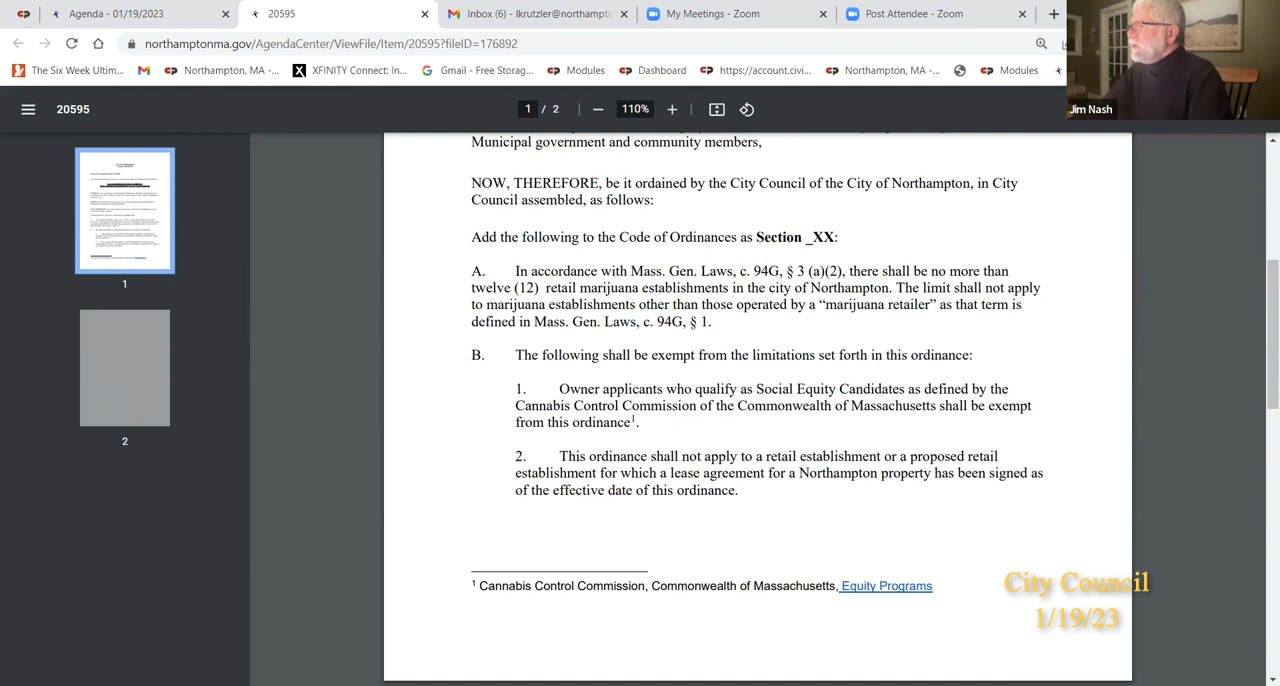 Agenda - 01/19/2023
20595
Inbox (6) - lkrutzler@northampto
My Meetings - Zoom
Post Attendee - Zoom
northamptonma.gov/AgendaCenter/ViewFile/Item/20595?fileID=176892
The Six Week Ultim...
Northampton, MA -...
XFINITY Connect: In...
Gmail - Free Storag...
Modules
Dashboard
https://account.civi...
Northampton, MA -...
Modules
Jim Nash
20595
1 / 2
110%
1
2
Municipal government and community members,
NOW, THEREFORE, be it ordained by the City Council of the City of Northampton, in City
Council assembled, as follows:
Add the following to the Code of Ordinances as Section _XX:
A. In accordance with Mass. Gen. Laws, c. 94G, § 3 (a)(2), there shall be no more than
twelve (12) retail marijuana establishments in the city of Northampton. The limit shall not apply
to marijuana establishments other than those operated by a “marijuana retailer” as that term is
defined in Mass. Gen. Laws, c. 94G, § 1.
B. The following shall be exempt from the limitations set forth in this ordinance:
1. Owner applicants who qualify as Social Equity Candidates as defined by the
Cannabis Control Commission of the Commonwealth of Massachusetts shall be exempt
from this ordinance1.
2. This ordinance shall not apply to a retail establishment or a proposed retail
establishment for which a lease agreement for a Northampton property has been signed as
of the effective date of this ordinance.
1 Cannabis Control Commission, Commonwealth of Massachusetts, Equity Programs
City Council
1/19/23